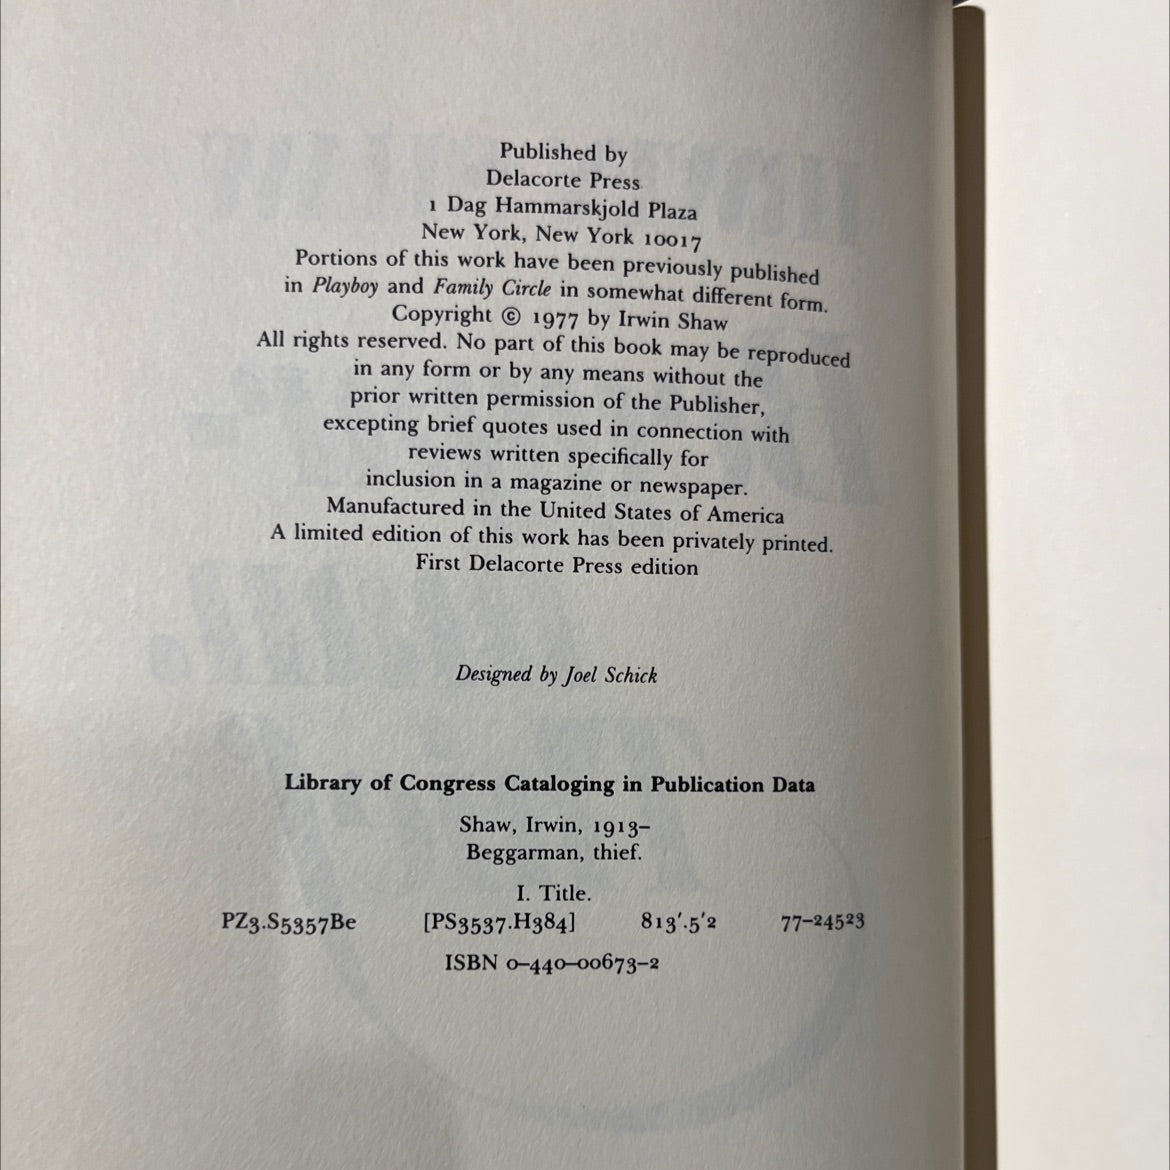 Published by
Delacorte Press
1 Dag Hammarskjold Plaza
New York, New York 10017
Portions of this work have been previously published
in Playboy and Family Circle in somewhat different form.
Copyright © 1977 by Irwin Shaw
All rights reserved. No part of this book may be reproduced
in any form or by any means without the
prior written permission of the Publisher,
excepting brief quotes used in connection with
reviews written specifically for
inclusion in a magazine or newspaper.
Manufactured in the United States of America
A limited edition of this work has been privately printed.
First Delacorte Press edition
Designed by Joel Schick
Library of Congress Cataloging in Publication Data
Shaw, Irwin, 1913–
Beggarman, thief.
I. Title.
PZ3.S5357Be [PS3537.H384] 813'.5'2 77–24523
ISBN 0–440–00673–2